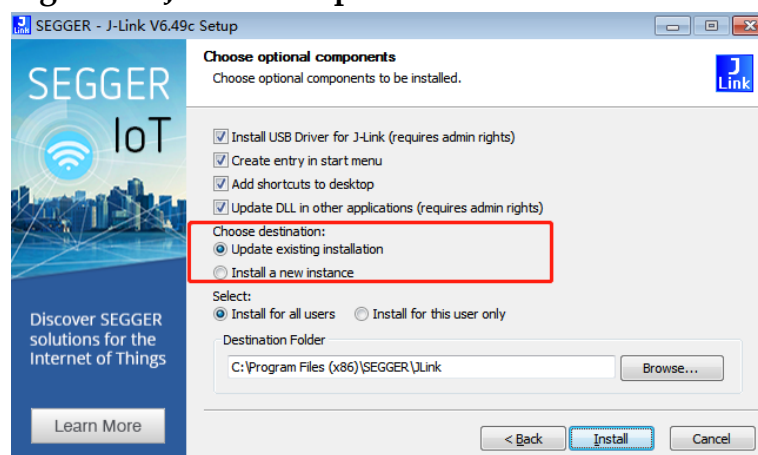 SEGGER - J-Link V6.49c Setup
Choose optional components
Choose optional components to be installed.
J
Link
SEGGER
IoT
Install USB Driver for J-Link (requires admin rights)
Create entry in start menu
Add shortcuts to desktop
Update DLL in other applications (requires admin rights)
Choose destination:
Update existing installation
Install a new instance
Select:
Install for all users Install for this user only
Destination Folder
C:\Program Files (x86)\SEGGER\JLink Browse...
Discover SEGGER
solutions for the
Internet of Things
Learn More
< Back Install Cancel